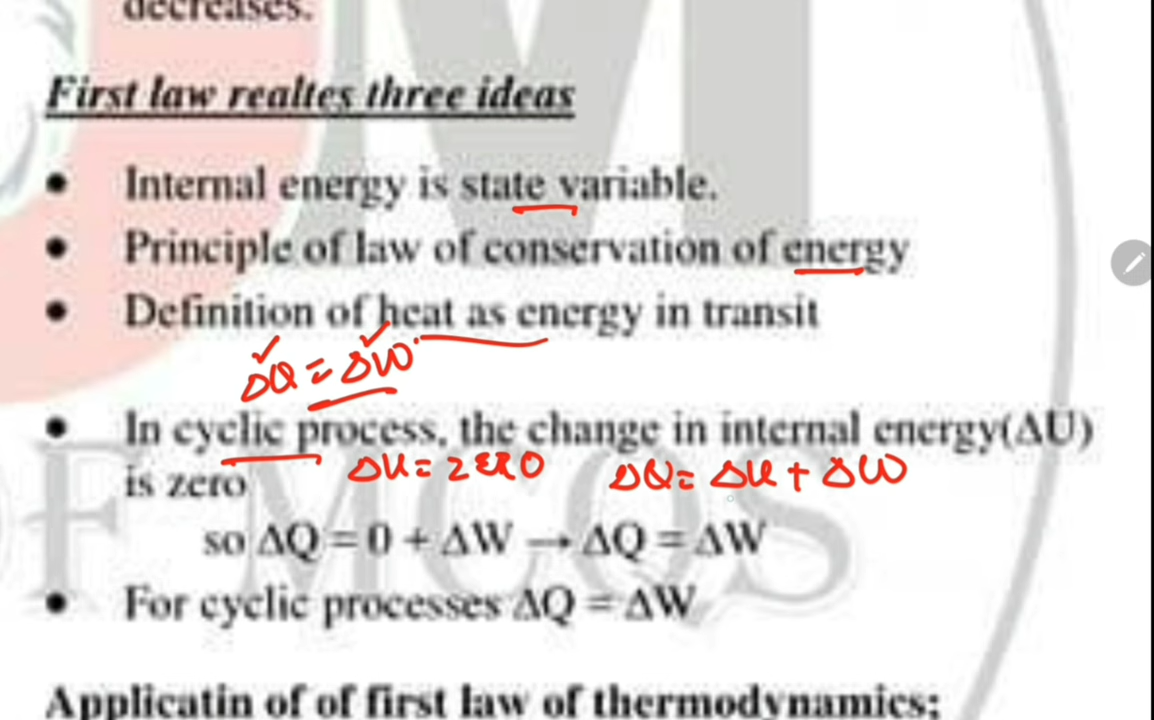 decreases.
First law realtes three ideas
• Internal energy is state variable.
• Principle of law of conservation of energy
• Definition of heat as energy in transit
ΔQ = ΔW
• In cyclic process, the change in internal energy(ΔU)
ΔU = zero ΔQ = ΔU + ΔW
is zero
so ΔQ = 0 + ΔW → ΔQ = ΔW
• For cyclic processes ΔQ = ΔW
Applicatin of of first law of thermodynamics;
OF MCQS